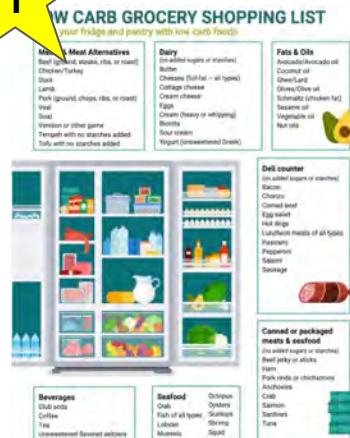 1
OW CARB GROCERY SHOPPING LIST
your fridge and pantry with low carb foods
Meats & Meat Alternatives
Beef (ground, steaks, ribs, or roast)
Chicken/Turkey
Duck
Lamb
Pork (ground, chops, ribs, or roast)
Veal
Goat
Venison or other game
Tempeh with no starches added
Tofu with no starches added
Dairy
(no added sugars or starches)
Butter
Cheeses (full-fat – all types)
Cottage cheese
Cream cheese
Eggs
Cream (heavy or whipping)
Ricotta
Sour cream
Yogurt (unsweetened Greek)
Fats & Oils
Avocado/Avocado oil
Coconut oil
Ghee/Lard
Olives/Olive oil
Schmaltz (chicken fat)
Sesame oil
Vegetable oil
Nut oils
Deli counter
(no added sugars or starches)
Bacon
Chorizo
Corned beef
Egg salad
Hot dogs
Luncheon meats of all types
Pastrami
Pepperoni
Salami
Sausage
Canned or packaged
meats & seafood
(no added sugars or starches)
Beef jerky or sticks
Ham
Pork rinds or chicharrons
Anchovies
Crab
Salmon
Sardines
Tuna
Beverages
Club soda
Coffee
Tea
Unsweetened flavored seltzers
Seafood
Crab
Fish of all types
Lobster
Mussels
Octopus
Oysters
Scallops
Shrimp
Squid